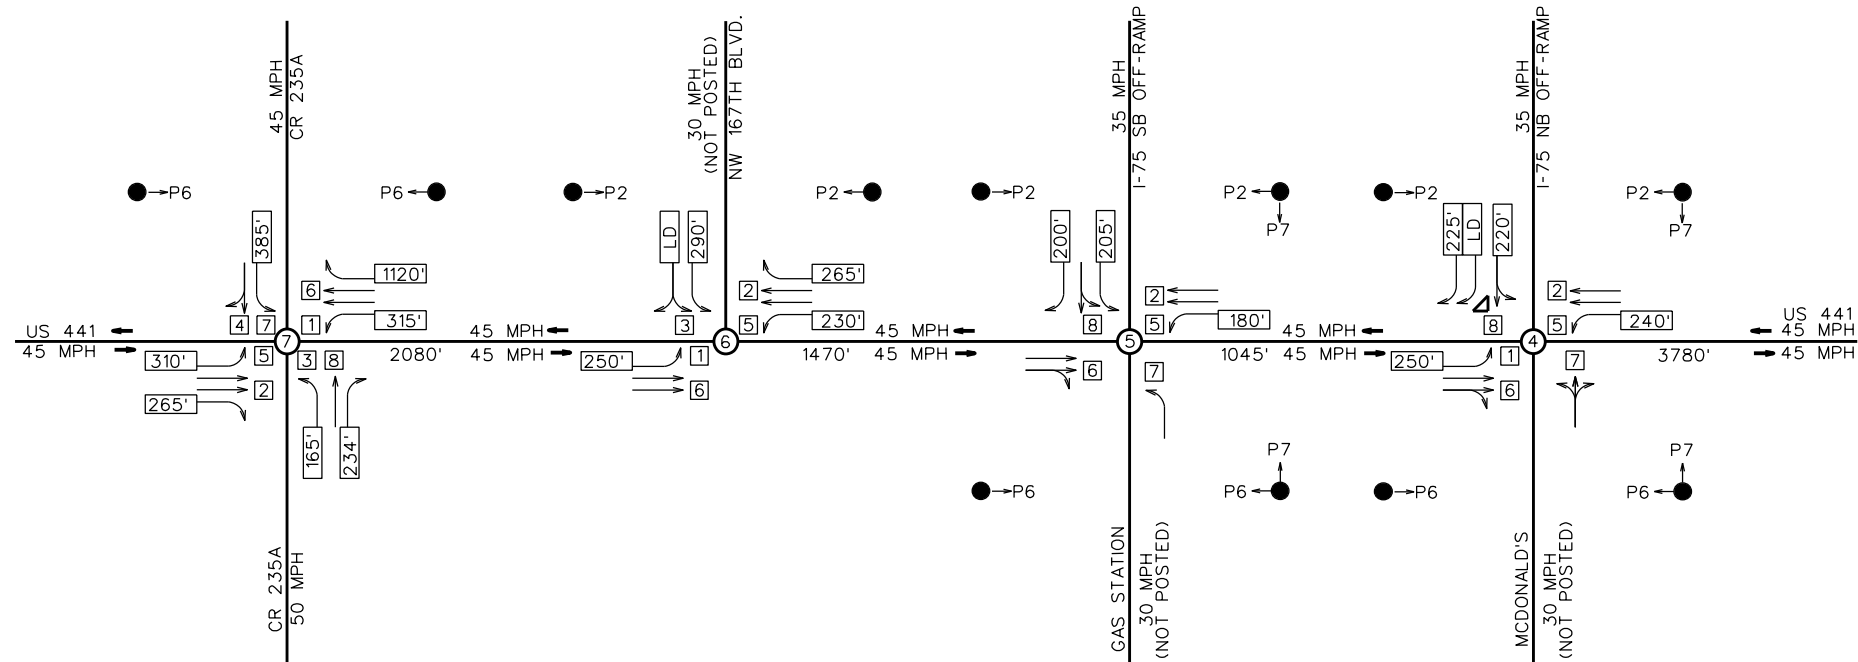 45 MPH
CR 235A
30 MPH
(NOT POSTED)
NW 167TH BLVD.
35 MPH
I-75 SB OFF-RAMP
35 MPH
I-75 NB OFF-RAMP
P6
P6
P2
P2
P2
P2
P7
P2
P2
P7
385'
LD
290'
200'
205'
225'
LD
220'
1120'
6
315'
1
4
7
265'
2
230'
5
3
2
180'
5
8
2
240'
5
8
US 441
45 MPH
7
2080'
45 MPH
45 MPH
6
1470'
45 MPH
45 MPH
5
1045'
45 MPH
45 MPH
4
3780'
US 441
45 MPH
45 MPH
310'
5
2
265'
3
8
165'
234'
250'
1
6
6
7
250'
1
6
7
P6
P7
P6
P6
P7
P6
CR 235A
50 MPH
GAS STATION
30 MPH
(NOT POSTED)
MCDONALD'S
30 MPH
(NOT POSTED)